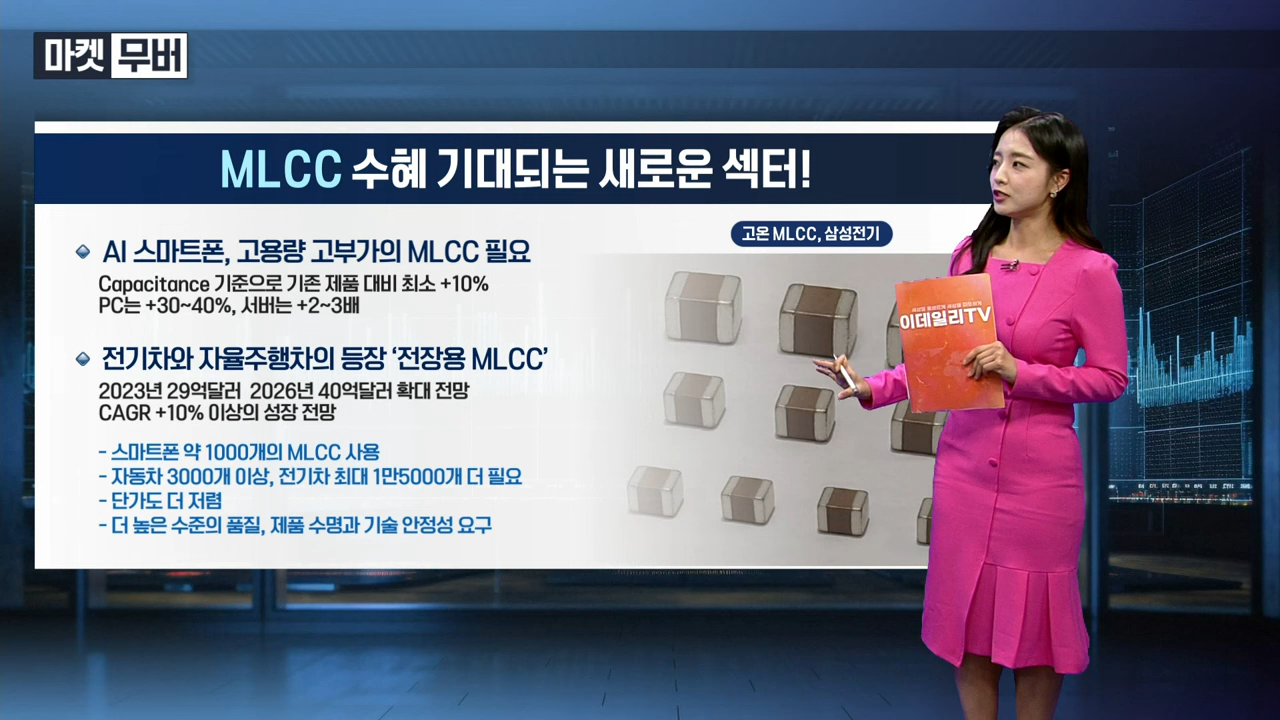 마켓 무버
MLCC 수혜 기대되는 새로운 섹터!
고온 MLCC, 삼성전기
AI 스마트폰, 고용량 고부가의 MLCC 필요
Capacitance 기준으로 기존 제품 대비 최소 +10%
PC는 +30~40%, 서버는 +2~3배
전기차와 자율주행차의 등장 ‘전장용 MLCC’
2023년 29억달러 2026년 40억달러 확대 전망
CAGR +10% 이상의 성장 전망
- 스마트폰 약 1000개의 MLCC 사용
- 자동차 3000개 이상, 전기차 최대 1만5000개 더 필요
- 단가도 더 저렴
- 더 높은 수준의 품질, 제품 수명과 기술 안정성 요구
이데일리TV